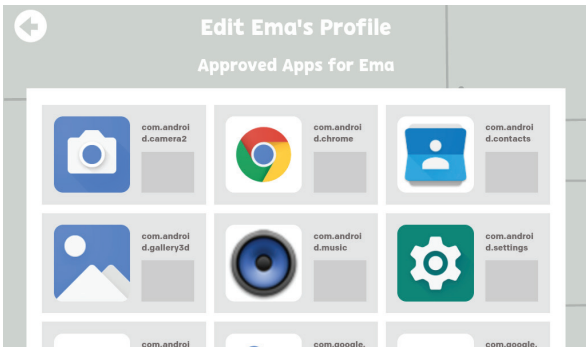 Edit Ema's Profile
Approved Apps for Ema
com.androi
d.camera2
com.androi
d.chrome
com.androi
d.contacts
com.androi
d.gallery3d
com.androi
d.music
com.androi
d.settings
com.androi
com.google.
com.google.